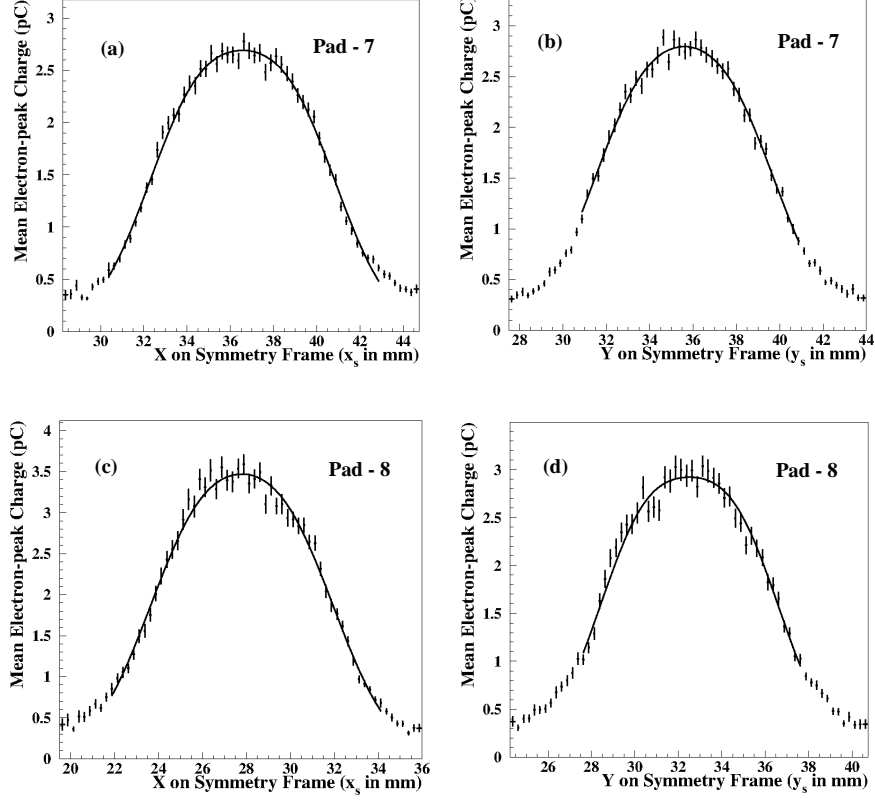 (a)
Pad - 7
Mean Electron-peak Charge (pC)
3
2.5
2
1.5
1
0.5
0
30 32 34 36 38 40 42 44
X on Symmetry Frame (xs in mm)
(b)
Pad - 7
Mean Electron-peak Charge (pC)
3
2.5
2
1.5
1
0.5
0
28 30 32 34 36 38 40 42 44
Y on Symmetry Frame (ys in mm)
(c)
Pad - 8
Mean Electron-peak Charge (pC)
4
3.5
3
2.5
2
1.5
1
0.5
0
20 22 24 26 28 30 32 34 36
X on Symmetry Frame (xs in mm)
(d)
Pad - 8
Mean Electron-peak Charge (pC)
3
2.5
2
1.5
1
0.5
0
26 28 30 32 34 36 38 40
Y on Symmetry Frame (ys in mm)